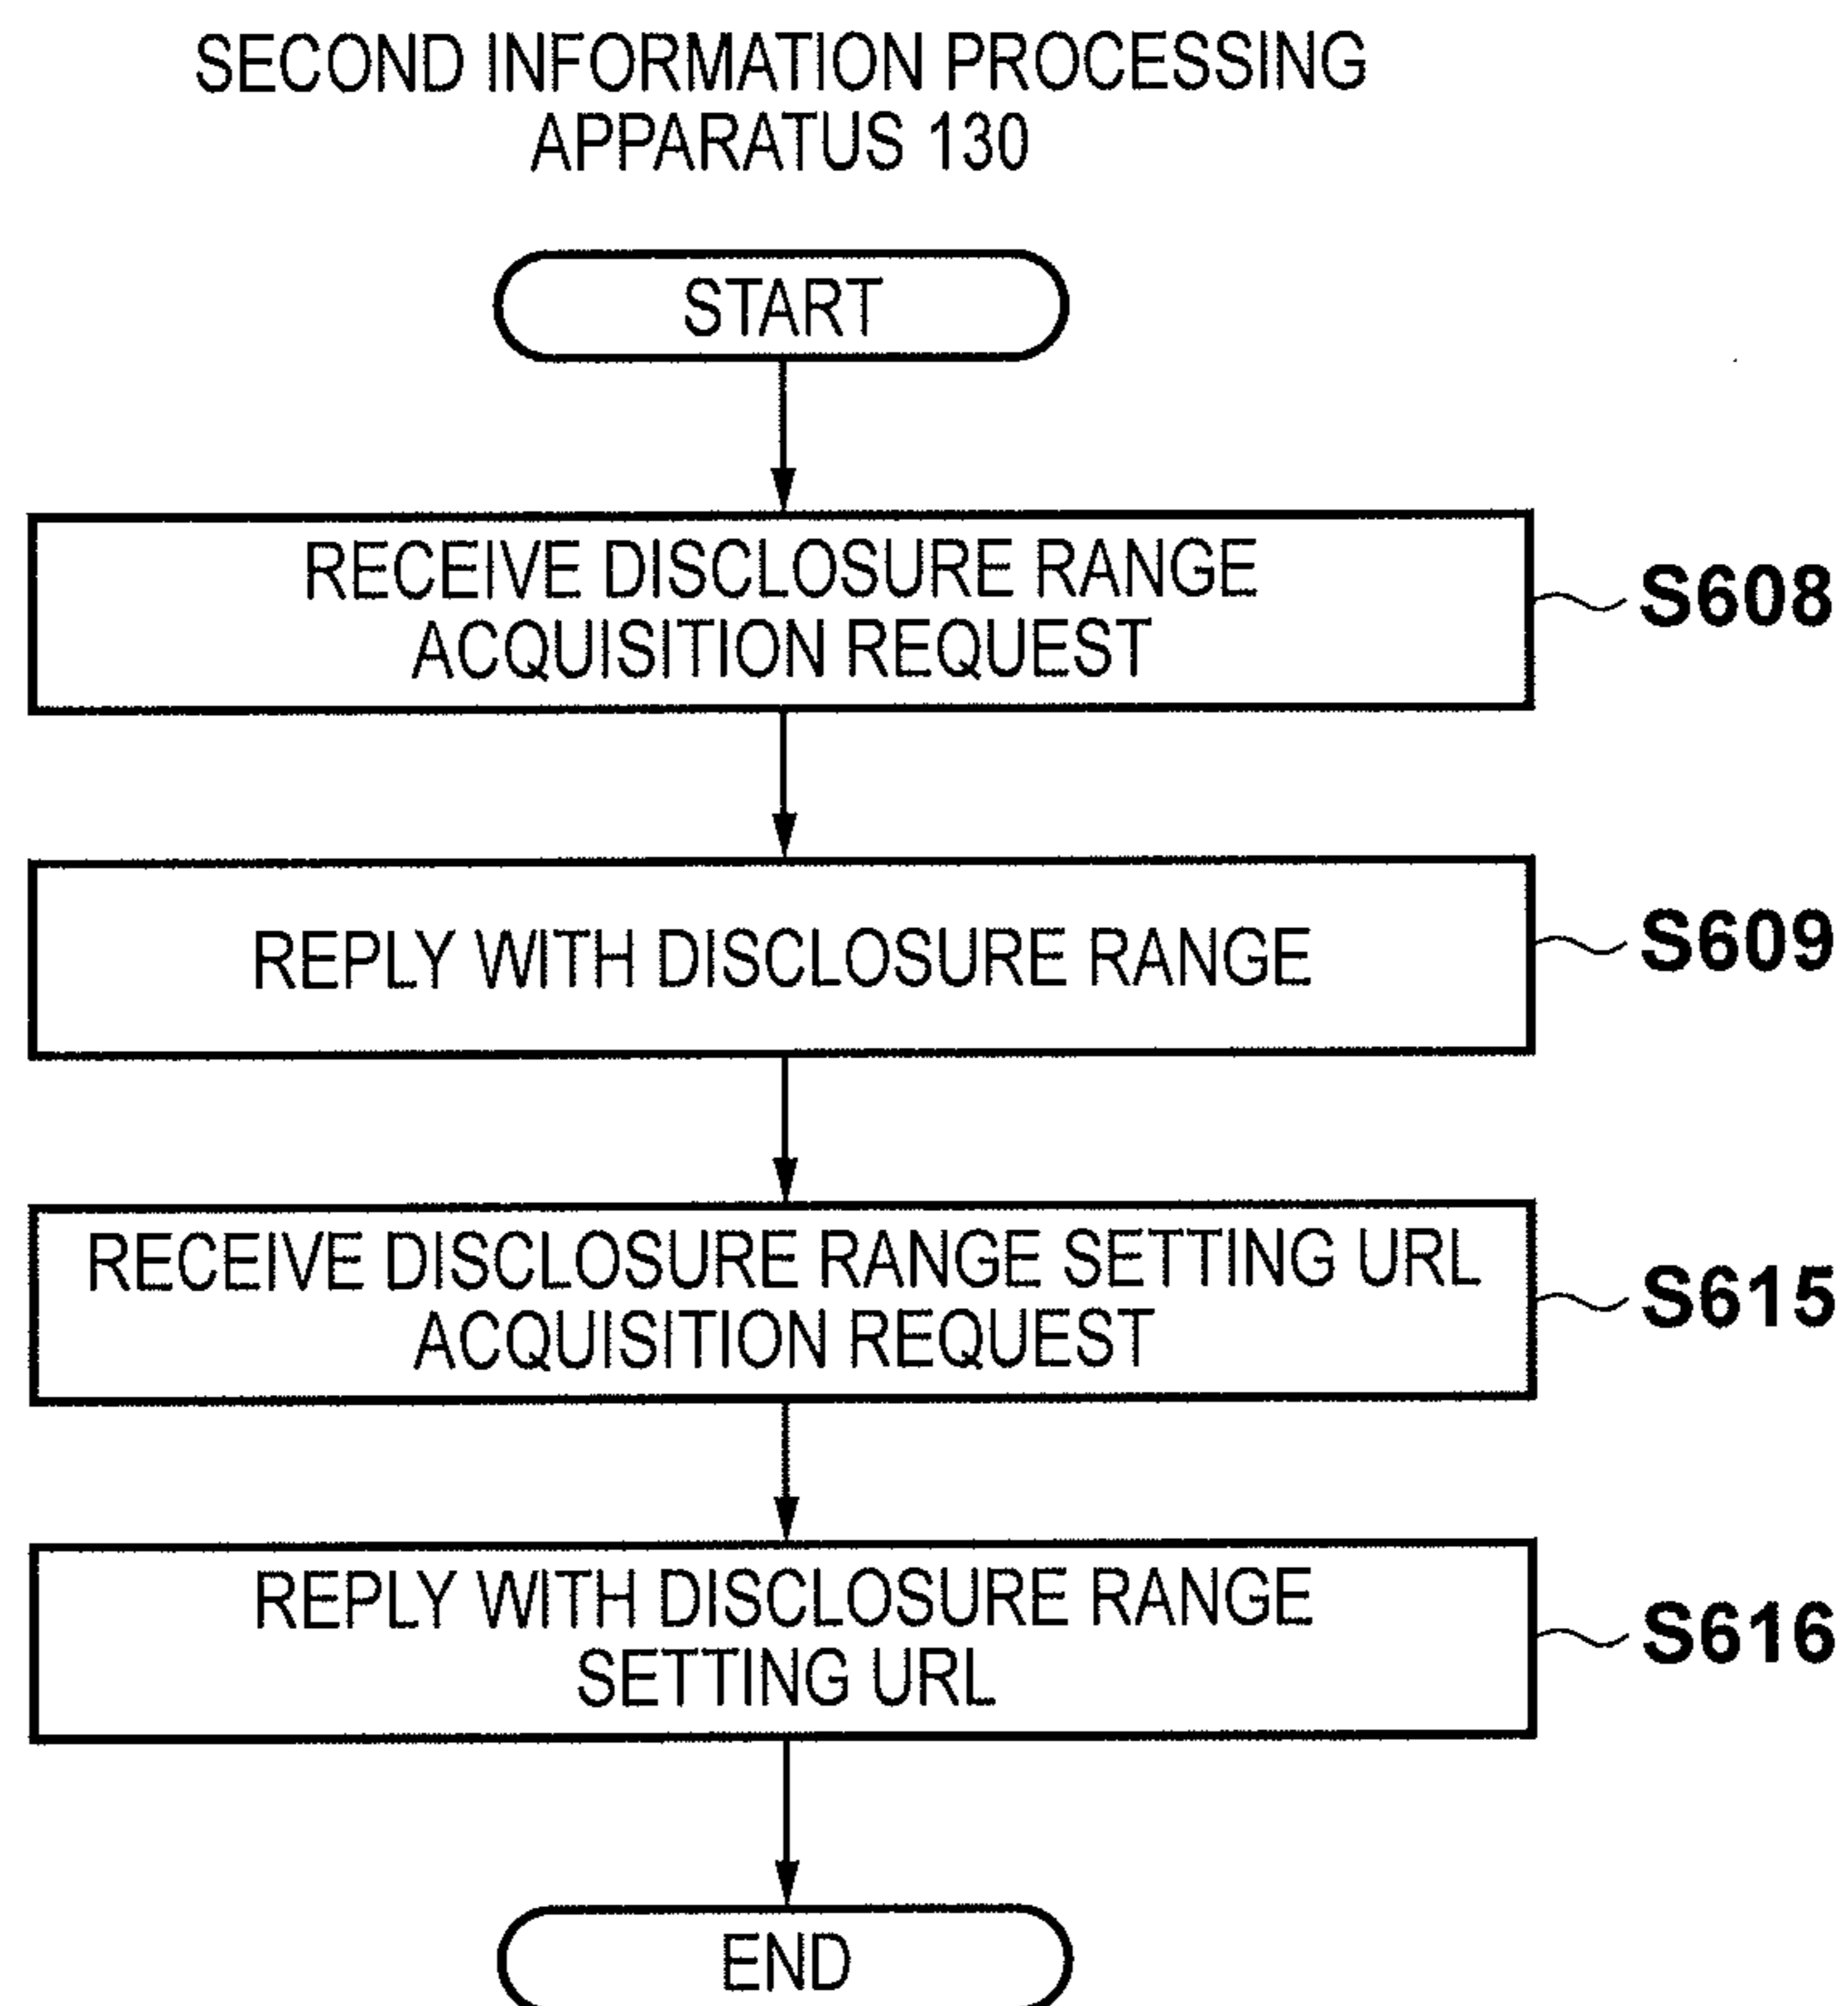 SECOND INFORMATION PROCESSING
APPARATUS 130
START
RECEIVE DISCLOSURE RANGE
ACQUISITION REQUEST
S608
REPLY WITH DISCLOSURE RANGE
S609
RECEIVE DISCLOSURE RANGE SETTING URL
ACQUISITION REQUEST
S615
REPLY WITH DISCLOSURE RANGE
SETTING URL
S616
END